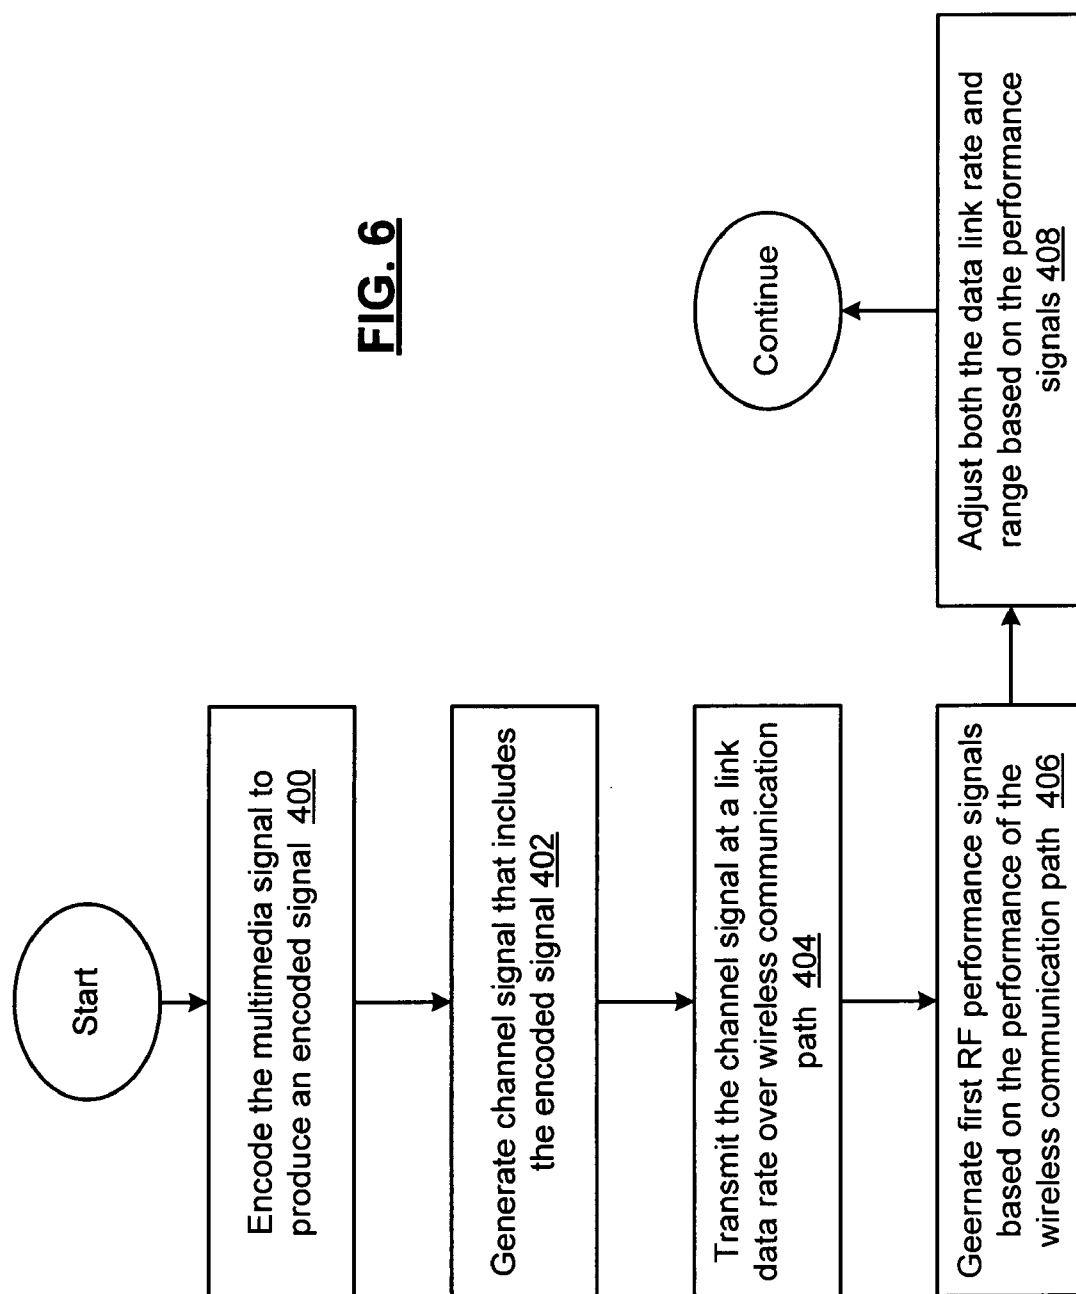 Start
Encode the multimedia signal to
produce an encoded signal 400
Generate channel signal that includes
the encoded signal 402
Transmit the channel signal at a link
data rate over wireless communication
path 404
Geernate first RF performance signals
based on the performance of the
wireless communication path 406
Adjust both the data link rate and
range based on the performance
signals 408
Continue
FIG. 6